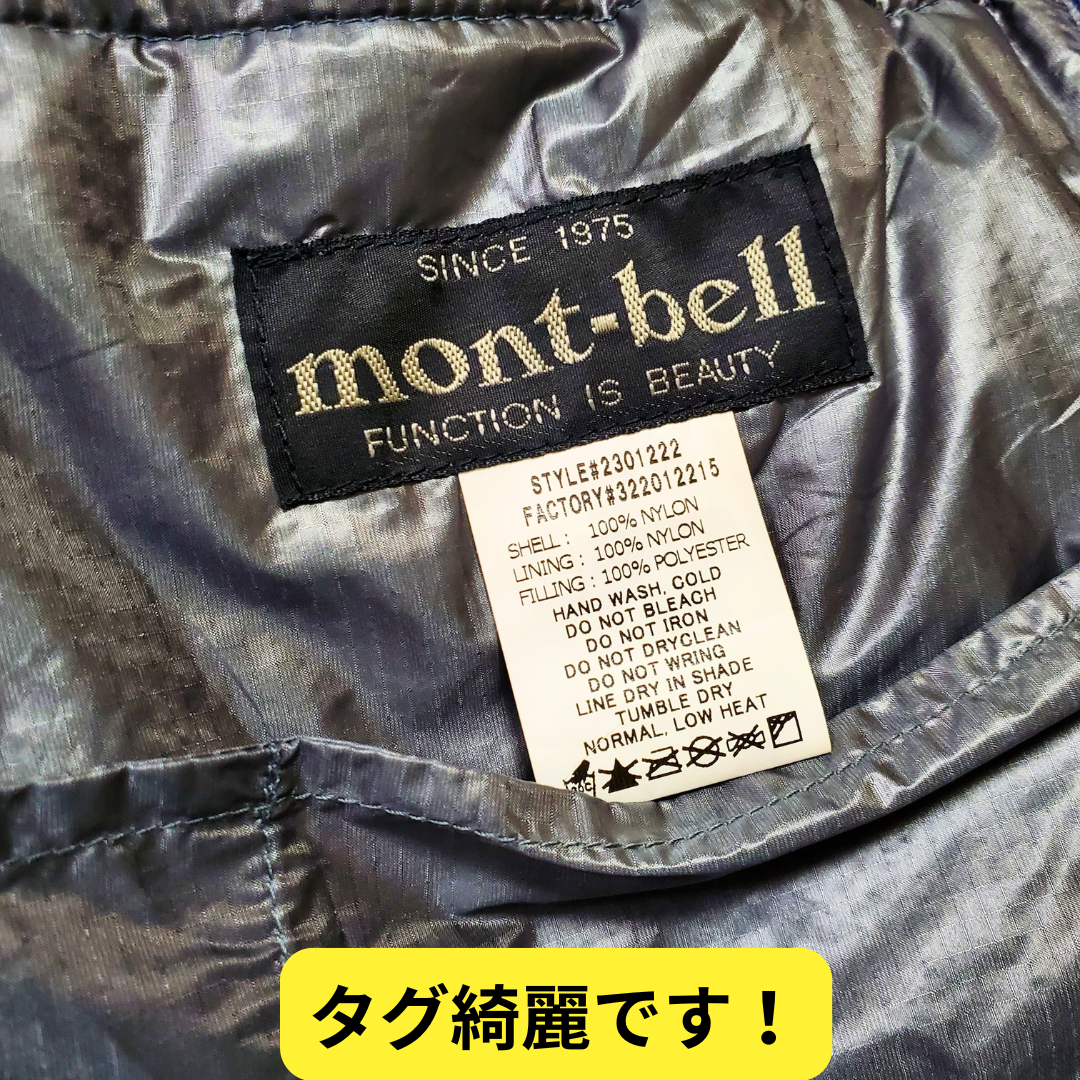 SINCE 1975
mont-bell
FUNCTION IS BEAUTY
STYLE#2301222
FACTORY#322012215
SHELL : 100% NYLON
LINING : 100% NYLON
FILLING : 100% POLYESTER
HAND WASH, COLD
DO NOT BLEACH
DO NOT IRON
DO NOT DRYCLEAN
DO NOT WRING
LINE DRY IN SHADE
TUMBLE DRY
NORMAL, LOW HEAT
タグ綺麗です！